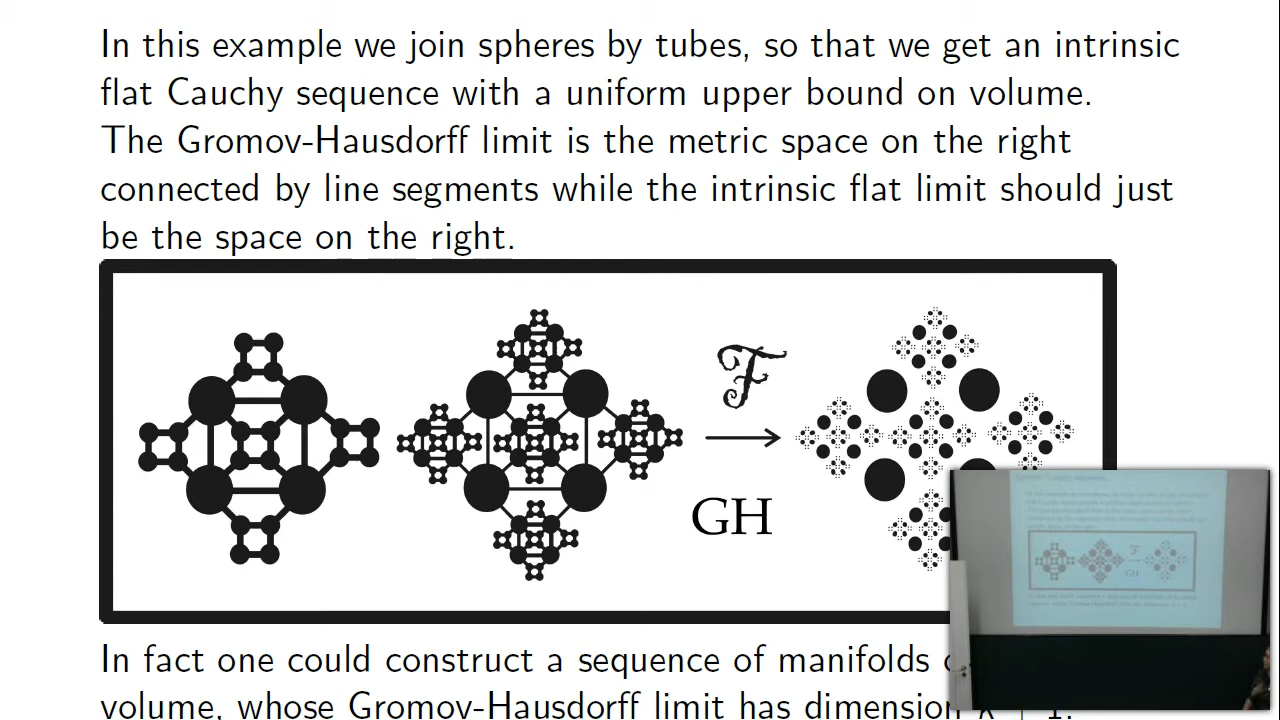 In this example we join spheres by tubes, so that we get an intrinsic
flat Cauchy sequence with a uniform upper bound on volume.
The Gromov-Hausdorff limit is the metric space on the right
connected by line segments while the intrinsic flat limit should just
be the space on the right.
F
GH
In fact one could construct a sequence of manifolds
volume, whose Gromov-Hausdorff limit has dimension